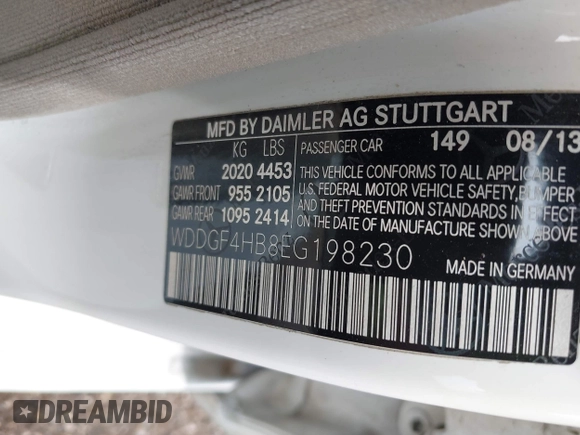 MFD BY DAIMLER AG STUTTGART
KG LBS PASSENGER CAR 149 08/13
GVWR 2020 4453
GAWR FRONT 955 2105
GAWR REAR 1095 2414
THIS VEHICLE CONFORMS TO ALL APPLICABLE
U.S. FEDERAL MOTOR VEHICLE SAFETY, BUMPER
AND THEFT PREVENTION STANDARDS IN EFFECT
ON THE DATE OF MANUFACTURE SHOWN ABOVE.
WDDGF4HB8EG198230
MADE IN GERMANY
DREAMBID